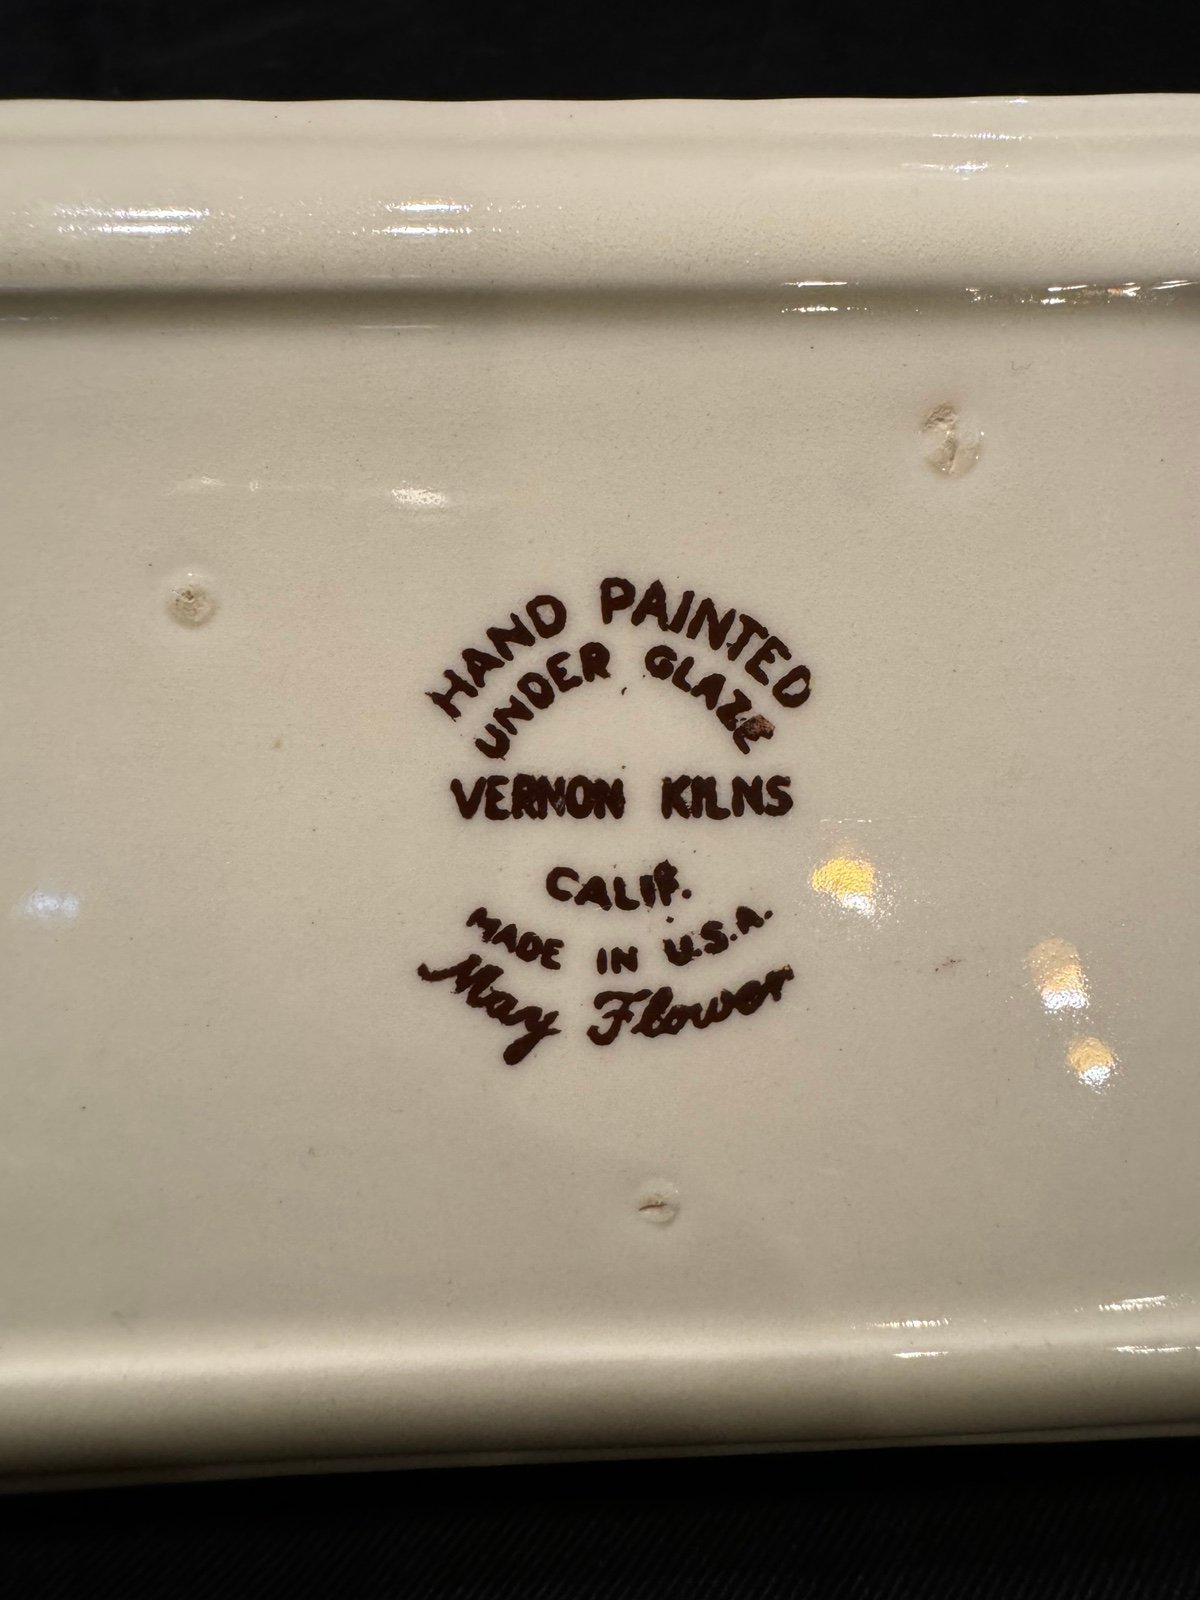 HAND PAINTED
UNDER GLAZE
VERNON KILNS
CALIF.
MADE IN U.S.A.
May Flower